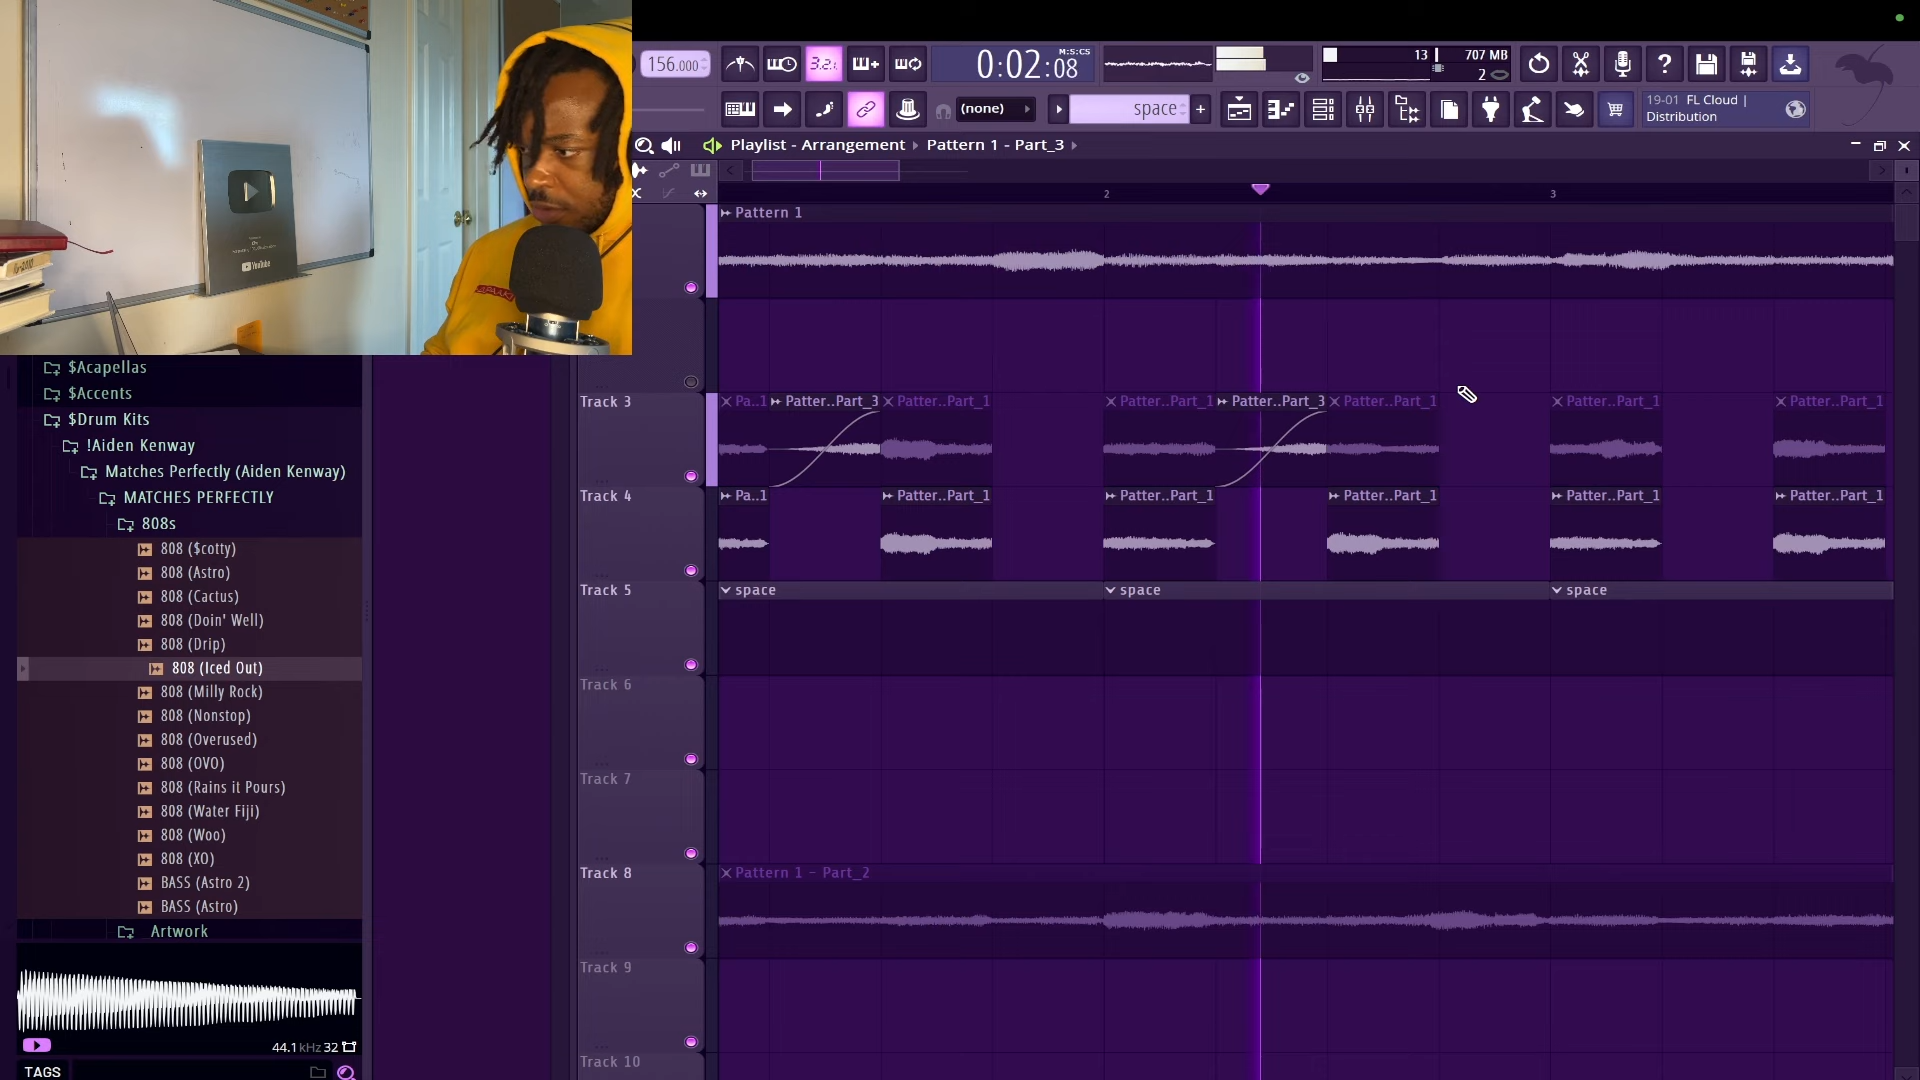 156.000
3.2.
0:02:08
M:S:CS
13
707 MB
2
(none)
space
19-01 FL Cloud |
Distribution
Playlist - Arrangement ▸ Pattern 1 - Part_3 ▸
2
3
Pattern 1
YouTube
$Acapellas
$Accents
$Drum Kits
!Aiden Kenway
Matches Perfectly (Aiden Kenway)
MATCHES PERFECTLY
808s
808 ($cotty)
808 (Astro)
808 (Cactus)
808 (Doin' Well)
808 (Drip)
808 (Iced Out)
808 (Milly Rock)
808 (Nonstop)
808 (Overused)
808 (OVO)
808 (Rains it Pours)
808 (Water Fiji)
808 (Woo)
808 (XO)
BASS (Astro 2)
BASS (Astro)
Artwork
44.1kHz 32
TAGS
Track 3
Pa..1 Patter..Part_3 Patter..Part_1 Patter..Part_1 Patter..Part_3 Patter..Part_1 Patter..Part_1 Patter..Part_1
Track 4
Pa..1 Patter..Part_1 Patter..Part_1 Patter..Part_1 Patter..Part_1 Patter..Part_1
Track 5
space space space
Track 6
Track 7
Track 8
Pattern 1 - Part_2
Track 9
Track 10